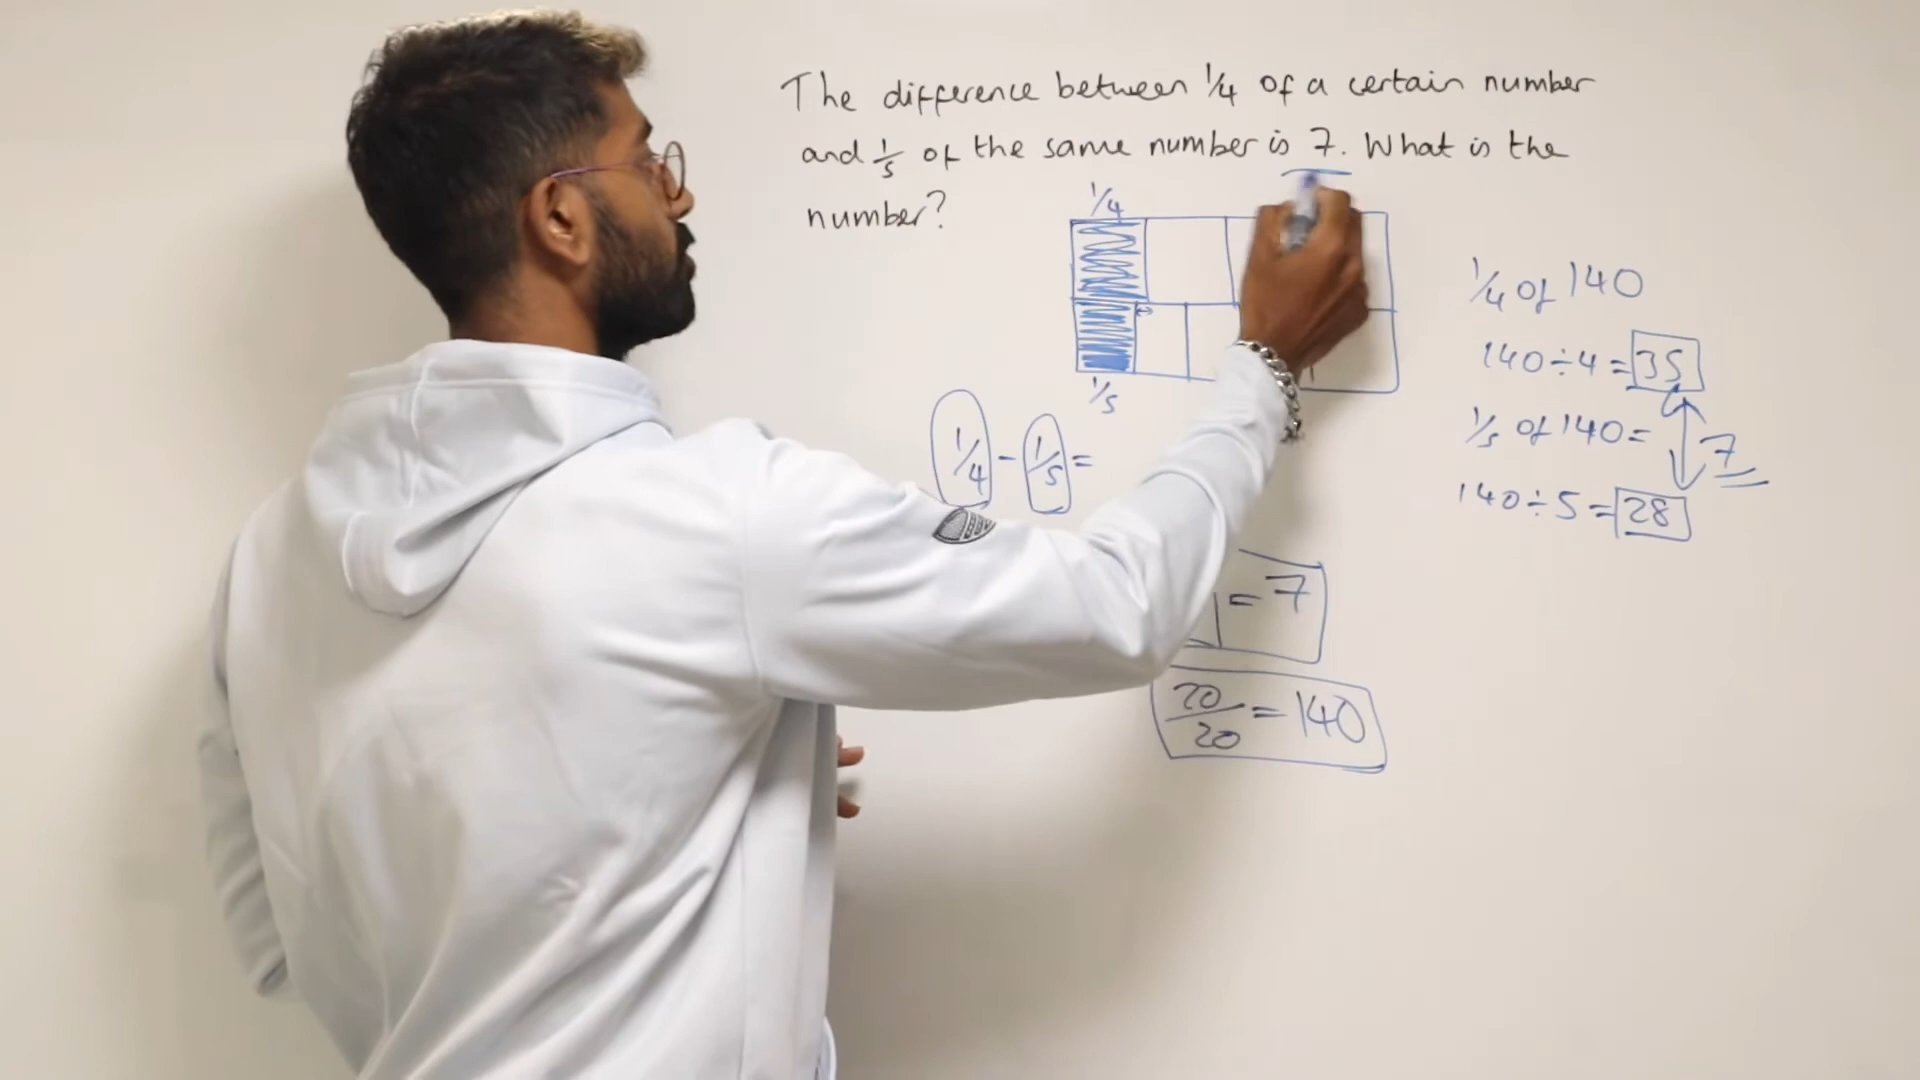 The difference between 1/4 of a certain number
and 1/5 of the same number is 7. What is the
number?
1/4
1/5
1/4 - 1/5 =
= 7
20/20 = 140
1/4 of 140
140 ÷ 4 = 35
1/5 of 140 =
7
140 ÷ 5 = 28